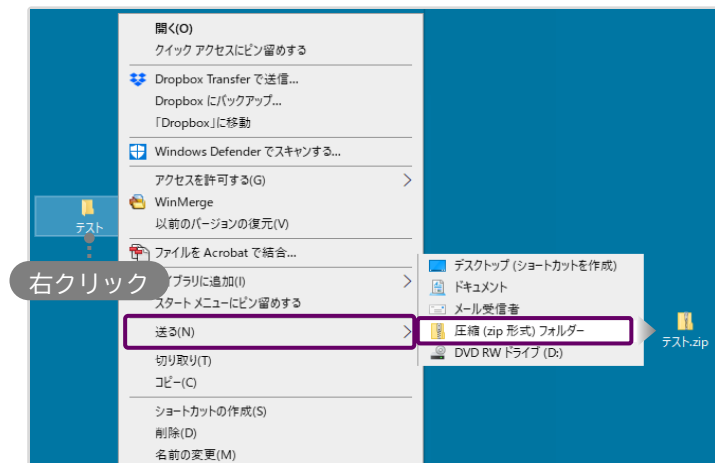 開く(O)
クイック アクセスにピン留めする
Dropbox Transfer で送信...
Dropbox にバックアップ...
「Dropbox」に移動
Windows Defender でスキャンする...
アクセスを許可する(G)
WinMerge
以前のバージョンの復元(V)
テスト
ファイルを Acrobat で結合...
右クリック
イブラリに追加(I)
スタート メニューにピン留めする
送る(N)
切り取り(T)
コピー(C)
ショートカットの作成(S)
削除(D)
名前の変更(M)
デスクトップ (ショートカットを作成)
ドキュメント
メール受信者
圧縮 (zip 形式) フォルダー
DVD RW ドライブ (D:)
テスト.zip